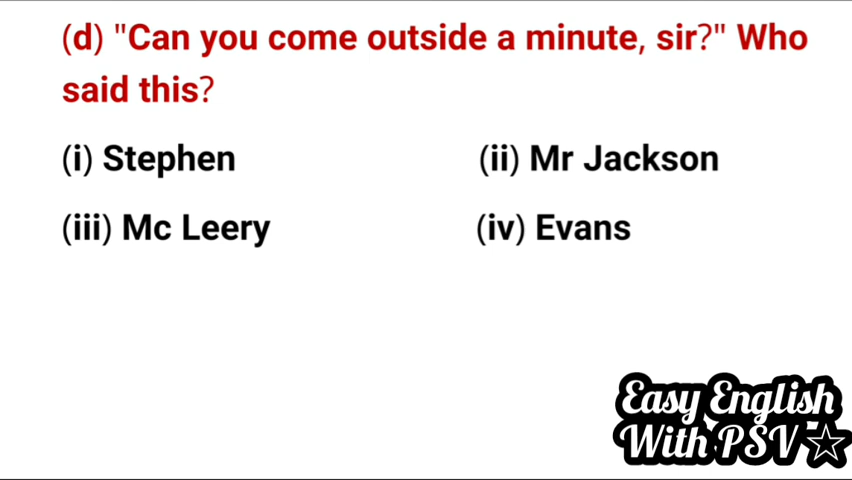 (d) "Can you come outside a minute, sir?" Who
said this?
(i) Stephen (ii) Mr Jackson
(iii) Mc Leery (iv) Evans
Easy English
With PSV☆